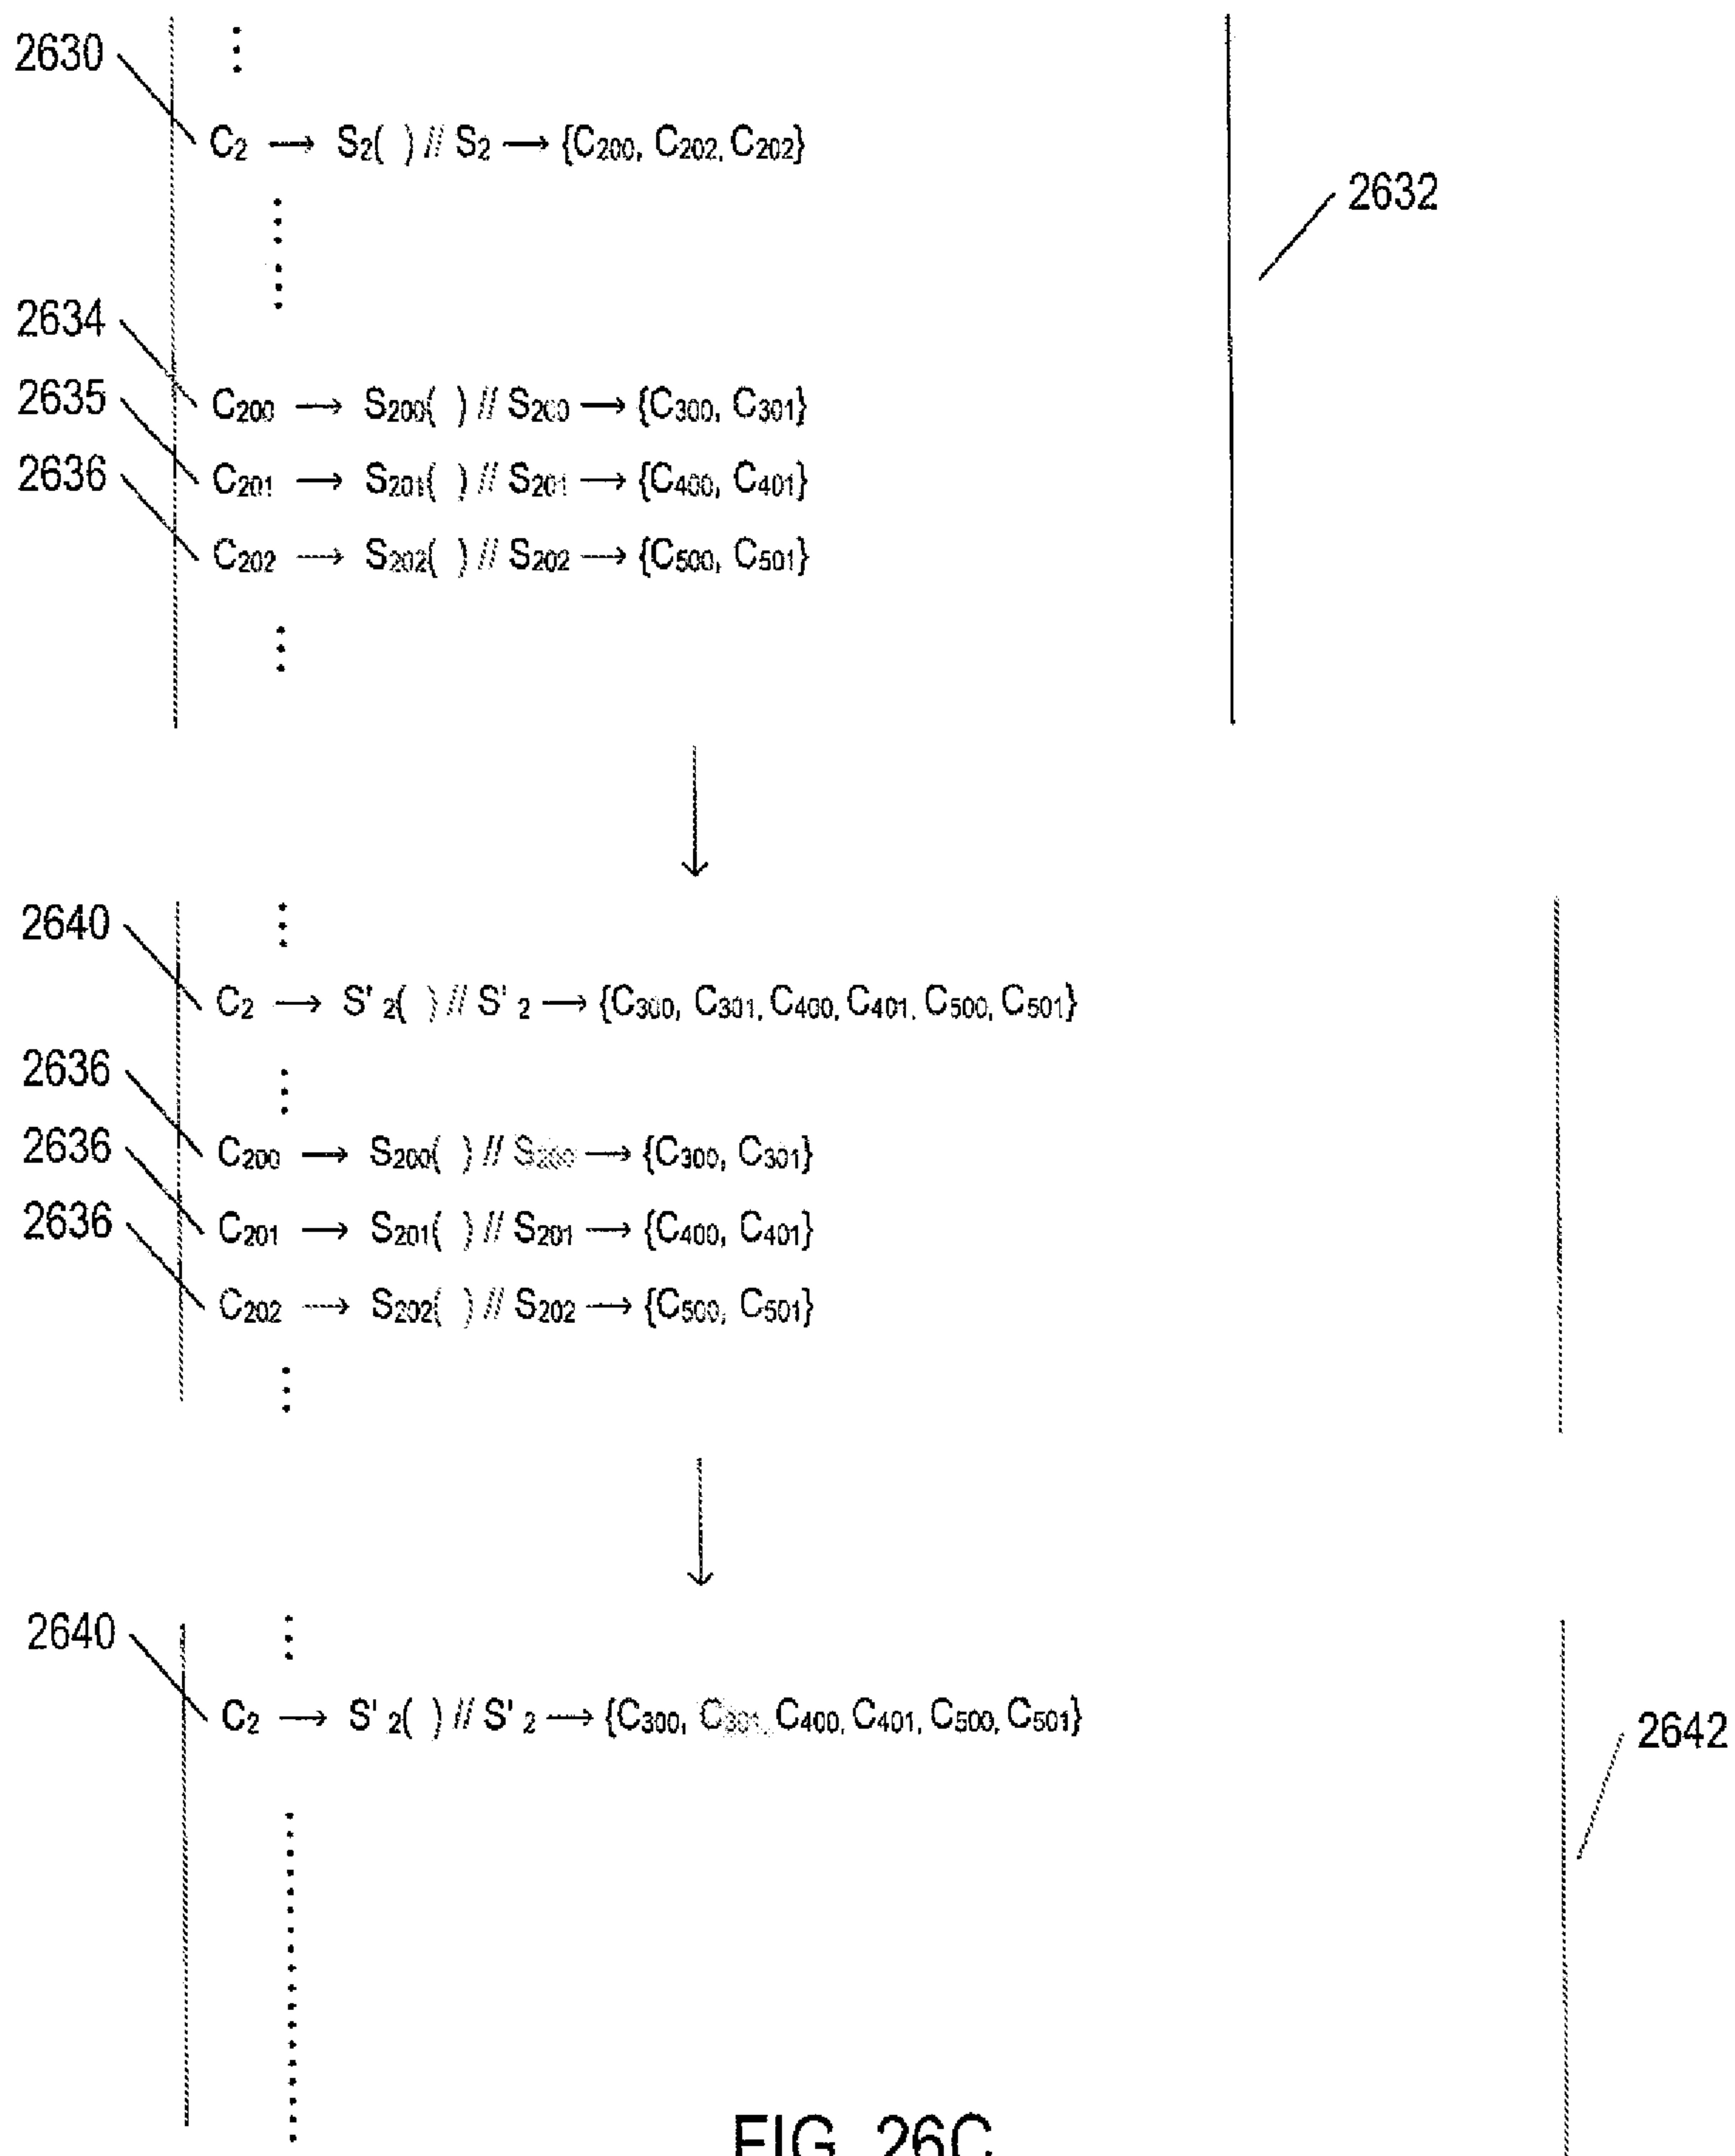 2630
C2 → S2( ) // S2 → {C200, C202, C202}
2632
2634
C200 → S200( ) // S200 → {C300, C301}
2635
C201 → S201( ) // S201 → {C400, C401}
2636
C202 → S202( ) // S202 → {C500, C501}
2640
C2 → S'2( ) // S'2 → {C300, C301, C400, C401, C500, C501}
2636
C200 → S200( ) // S200 → {C300, C301}
2636
C201 → S201( ) // S201 → {C400, C401}
2636
C202 → S202( ) // S202 → {C500, C501}
2640
C2 → S'2( ) // S'2 → {C300, C301, C400, C401, C500, C501}
2642
FIG. 26C